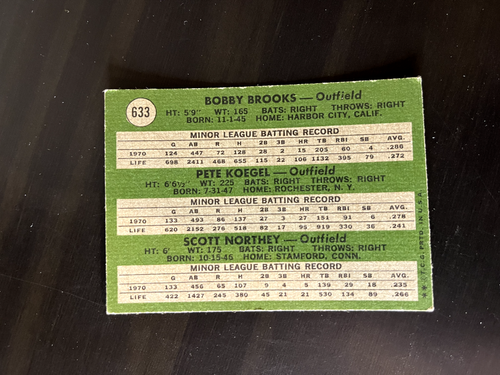 633
BOBBY BROOKS—Outfield
HT: 5'9" WT: 165 BATS: RIGHT THROWS: RIGHT
BORN: 11-1-45 HOME: HARBOR CITY, CALIF.
MINOR LEAGUE BATTING RECORD
G AB R H 2B 3B HR TB RBI SB AVG.
1970 124 447 72 128 28 2 15 205 60 4 .286
LIFE 698 2411 468 655 115 22 106 1132 395 79 .272
PETE KOEGEL—Outfield
HT: 6'6½" WT: 225 BATS: RIGHT THROWS: RIGHT
BORN: 7-31-47 HOME: ROCHESTER, N. Y.
MINOR LEAGUE BATTING RECORD
G AB R H 2B 3B HR TB RBI SB AVG.
1970 133 493 86 137 27 3 27 151 91 6 .278
LIFE 620 2152 276 518 82 17 95 919 330 36 .241
SCOTT NORTHEY—Outfield
HT: 6' WT: 175 BATS: RIGHT THROWS: RIGHT
BORN: 10-15-46 HOME: STAMFORD, CONN.
MINOR LEAGUE BATTING RECORD
G AB R H 2B 3B HR TB RBI SB AVG.
1970 133 456 65 107 9 4 5 139 29 18 .235
LIFE 422 1427 245 380 45 21 21 530 134 89 .266